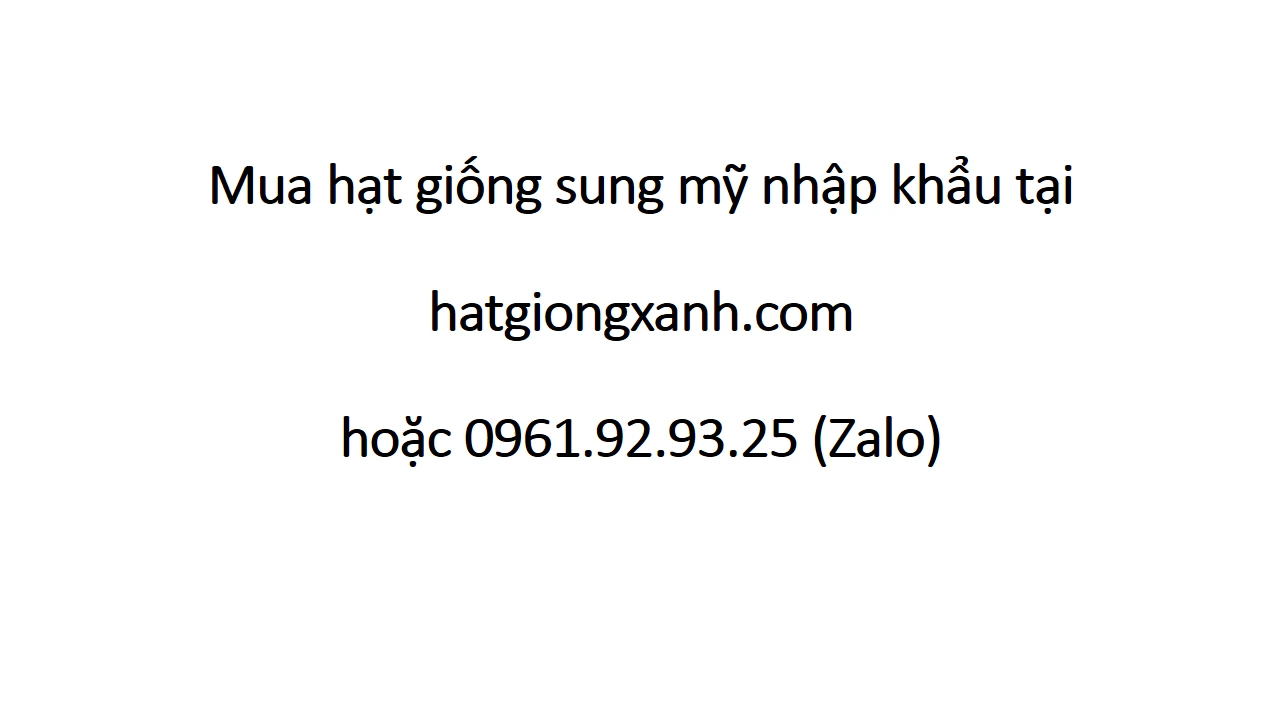 Mua hạt giống sung mỹ nhập khẩu tại
hatgiongxanh.com
hoặc 0961.92.93.25 (Zalo)